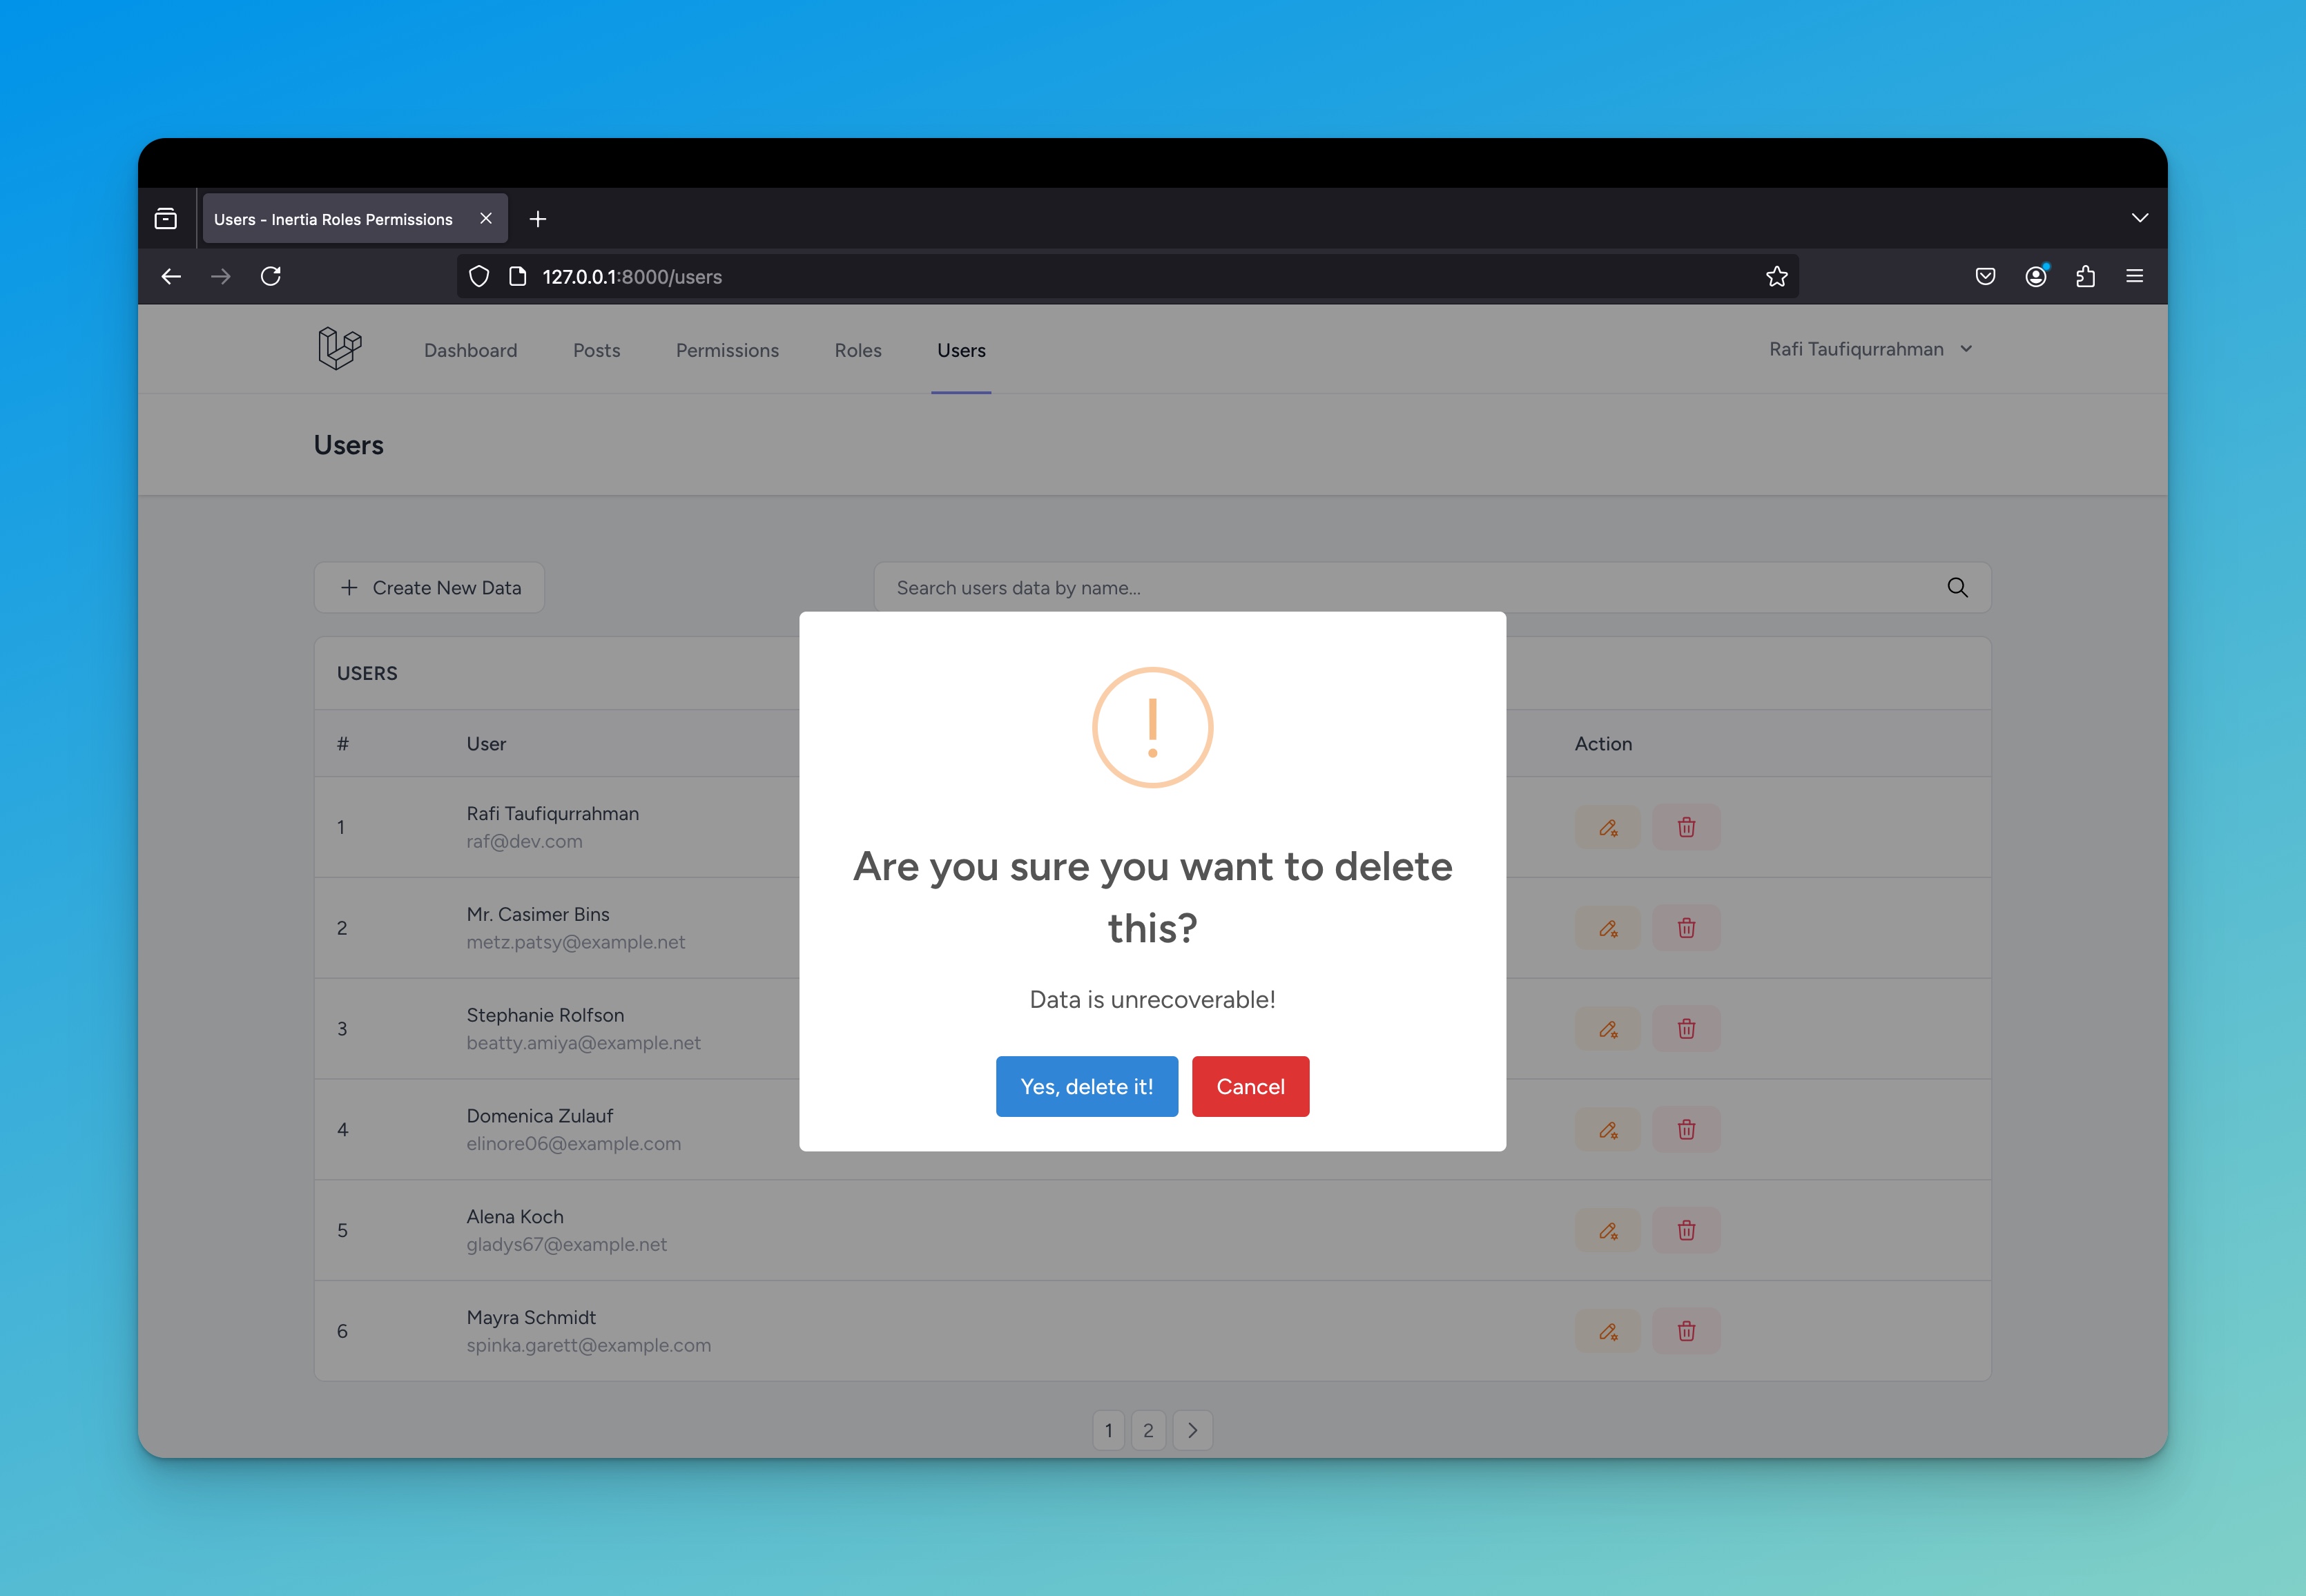 Users - Inertia Roles Permissions
127.0.0.1:8000/users
Dashboard Posts Permissions Roles Users Rafi Taufiqurrahman
Users
Create New Data
Search users data by name...
USERS
# User Action
1 Rafi Taufiqurrahman
raf@dev.com
2 Mr. Casimer Bins
metz.patsy@example.net
3 Stephanie Rolfson
beatty.amiya@example.net
4 Domenica Zulauf
elinore06@example.com
5 Alena Koch
gladys67@example.net
6 Mayra Schmidt
spinka.garett@example.com
Are you sure you want to delete
this?
Data is unrecoverable!
Yes, delete it! Cancel
1 2